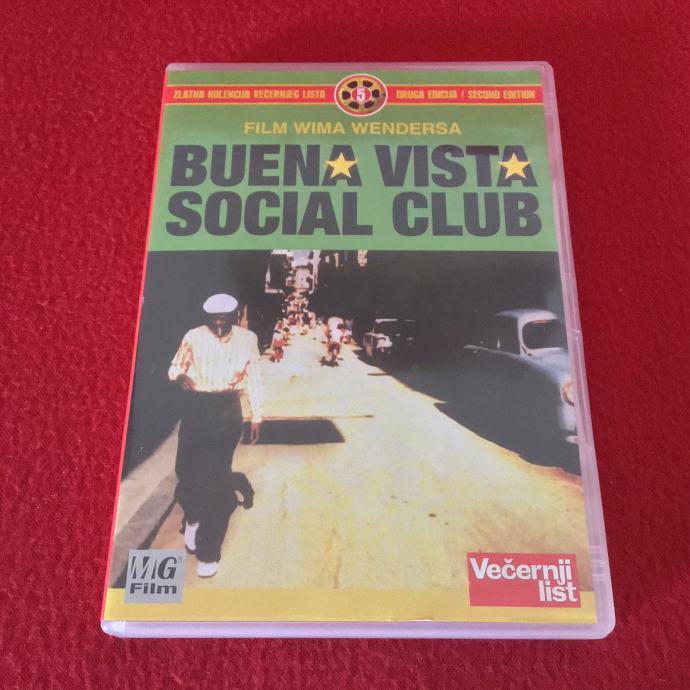 ZLATNA KOLEKCIJA VEČERNJEG LISTA 5 DRUGA EDICIJA / SECOND EDITION
FILM WIMA WENDERSA
BUENA VISTA
SOCIAL CLUB
MG®
Film
Večernji
list